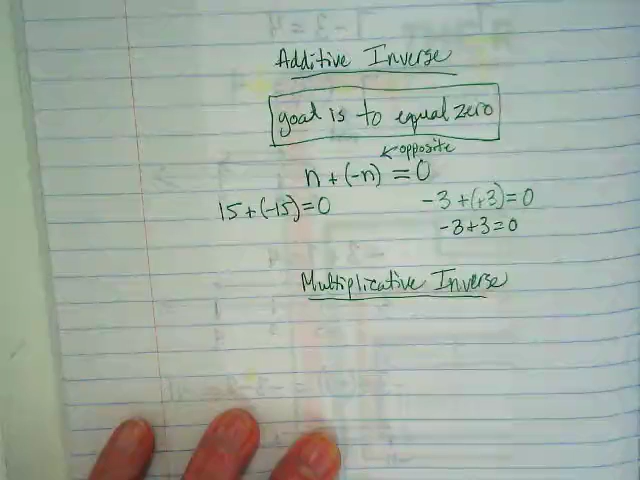 Additive Inverse
goal is to equal zero
opposite
n + (-n) = 0
15 + (-15) = 0
-3 + (+3) = 0
-3 + 3 = 0
Multiplicative Inverse